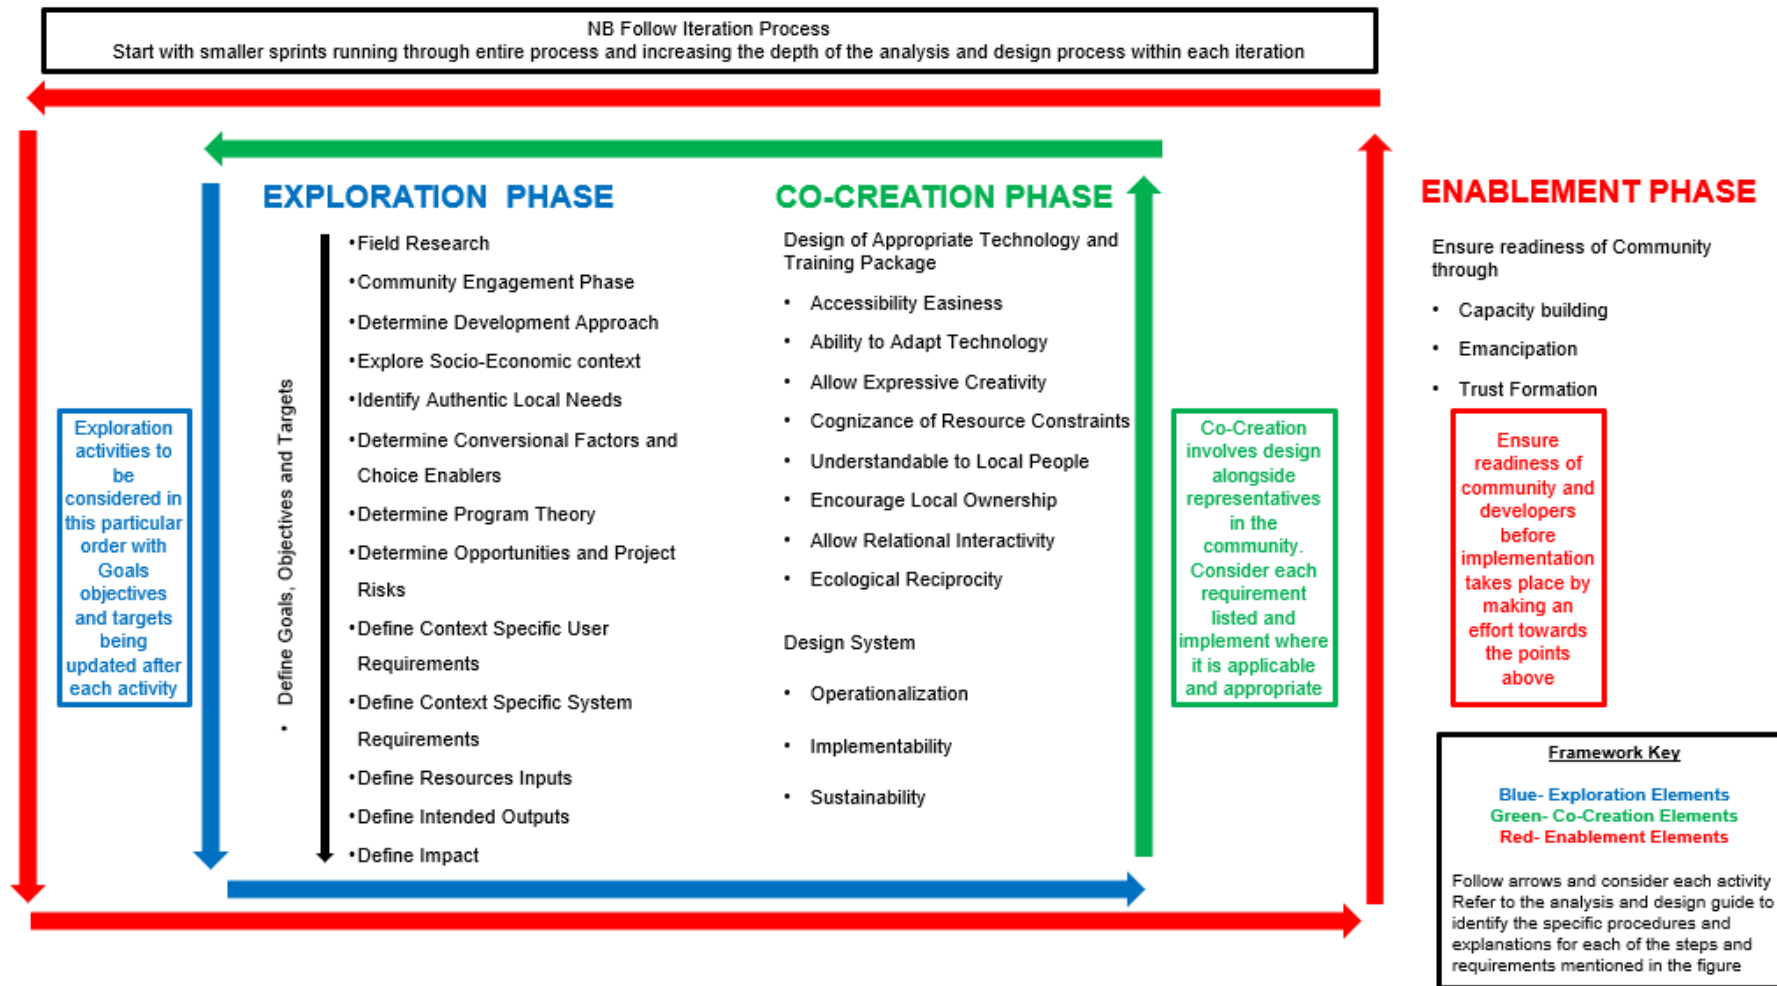 NB Follow Iteration Process
Start with smaller sprints running through entire process and increasing the depth of the analysis and design process within each iteration
EXPLORATION PHASE
• Define Goals, Objectives and Targets
•Field Research
•Community Engagement Phase
•Determine Development Approach
•Explore Socio-Economic context
•Identify Authentic Local Needs
•Determine Conversional Factors and
Choice Enablers
•Determine Program Theory
•Determine Opportunities and Project
Risks
•Define Context Specific User
Requirements
•Define Context Specific System
Requirements
•Define Resources Inputs
•Define Intended Outputs
•Define Impact
Exploration
activities to
be
considered in
this particular
order with
Goals
objectives
and targets
being
updated after
each activity
CO-CREATION PHASE
Design of Appropriate Technology and
Training Package
• Accessibility Easiness
• Ability to Adapt Technology
• Allow Expressive Creativity
• Cognizance of Resource Constraints
• Understandable to Local People
• Encourage Local Ownership
• Allow Relational Interactivity
• Ecological Reciprocity
Design System
• Operationalization
• Implementability
• Sustainability
Co-Creation
involves design
alongside
representatives
in the
community.
Consider each
requirement
listed and
implement where
it is applicable
and appropriate
ENABLEMENT PHASE
Ensure readiness of Community
through
• Capacity building
• Emancipation
• Trust Formation
Ensure
readiness of
community and
developers
before
implementation
takes place by
making an
effort towards
the points
above
Framework Key
Blue- Exploration Elements
Green- Co-Creation Elements
Red- Enablement Elements
Follow arrows and consider each activity
Refer to the analysis and design guide to
identify the specific procedures and
explanations for each of the steps and
requirements mentioned in the figure